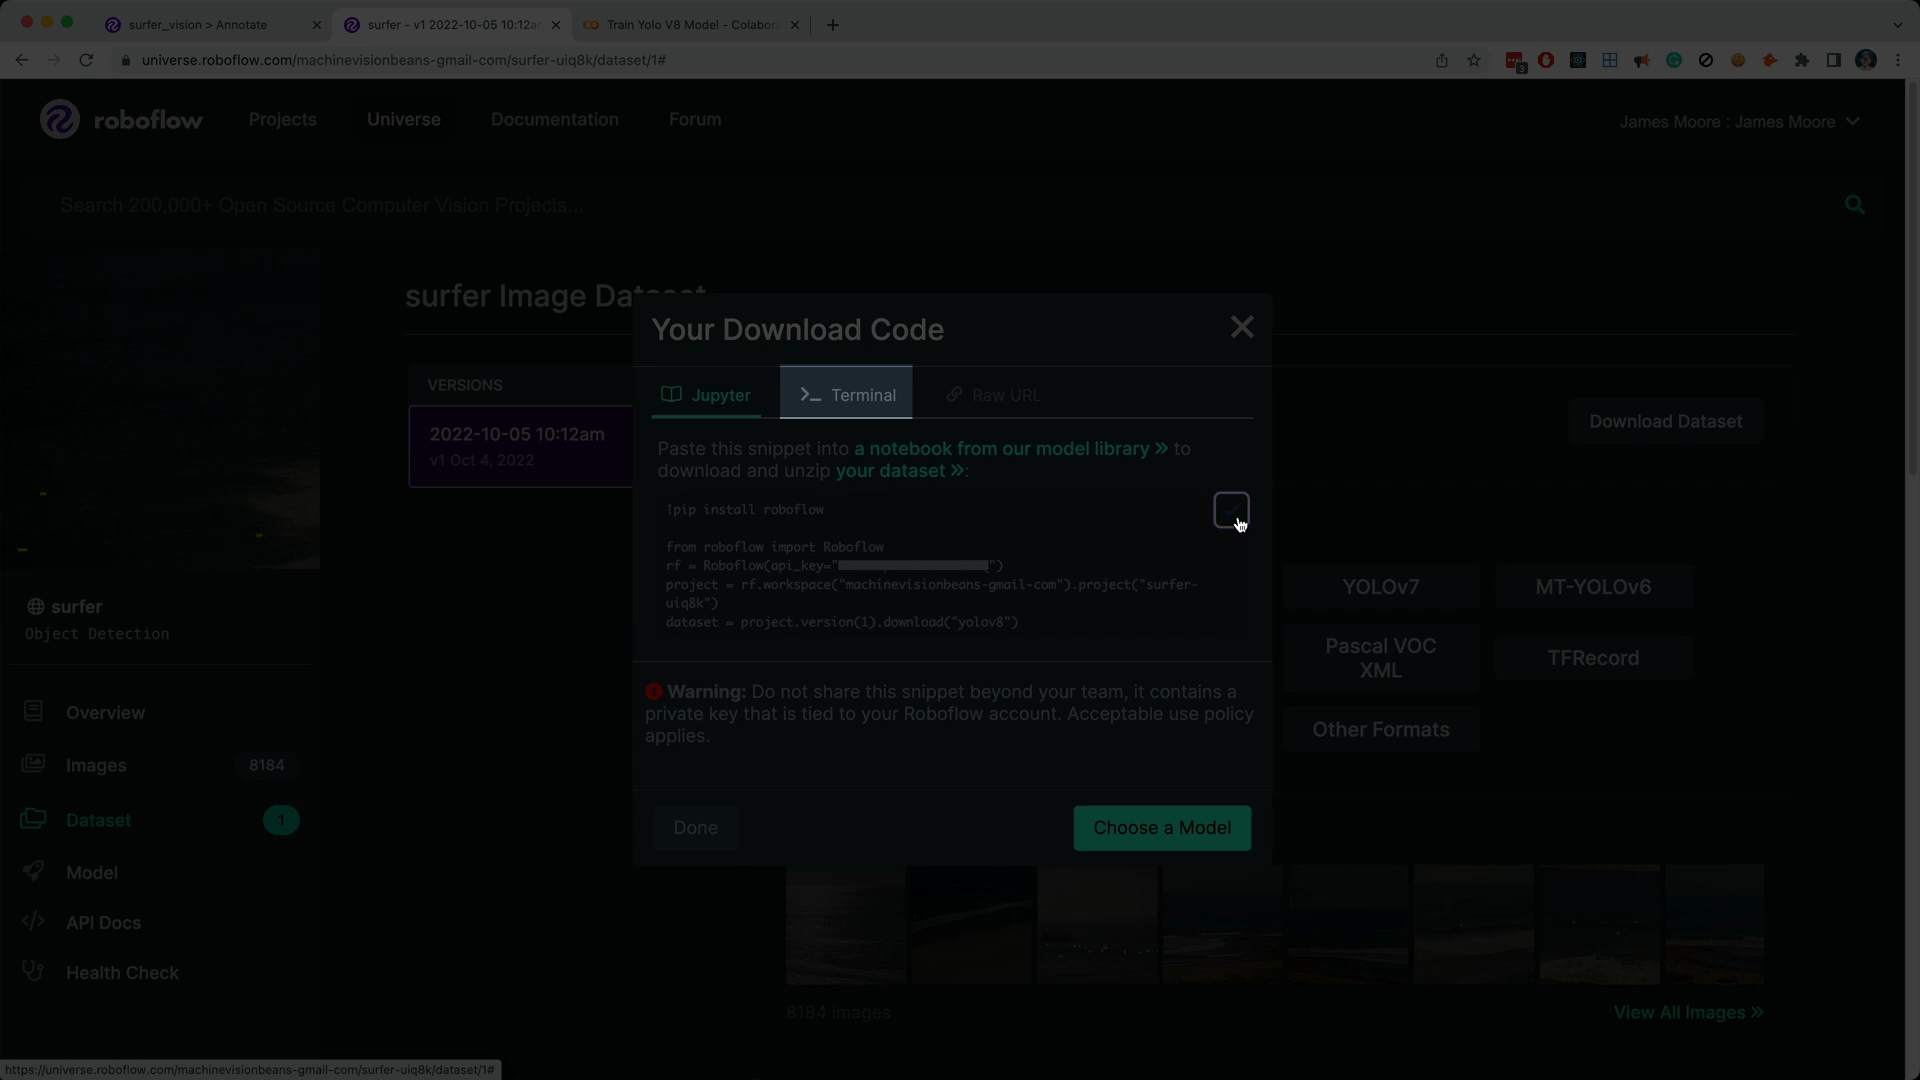 surfer_vision > Annotate
surfer - v1 2022-10-05 10:12a
Train Yolo V8 Model - Colabor
universe.roboflow.com/machinevisionbeans-gmail-com/surfer-uiq8k/dataset/1#
3
roboflow
Projects
Universe
Documentation
Forum
James Moore : James Moore
Search 200,000+ Open Source Computer Vision Projects...
surfer Image Dataset
Your Download Code
VERSIONS
Jupyter
Terminal
Raw URL
2022-10-05 10:12am
v1 Oct 4, 2022
Download Dataset
Paste this snippet into a notebook from our model library » to
download and unzip your dataset »:
!pip install roboflow
from roboflow import Roboflow
rf = Roboflow(api_key="
")
project = rf.workspace("machinevisionbeans-gmail-com").project("surfer-
uiq8k")
dataset = project.version(1).download("yolov8")
YOLOv7
MT-YOLOv6
Pascal VOC
XML
TFRecord
Other Formats
surfer
Object Detection
Warning: Do not share this snippet beyond your team, it contains a
private key that is tied to your Roboflow account. Acceptable use policy
applies.
Overview
Images
8184
Dataset
1
Model
API Docs
Health Check
Done
Choose a Model
8184 images
View All Images »
https://universe.roboflow.com/machinevisionbeans-gmail-com/surfer-uiq8k/dataset/1#